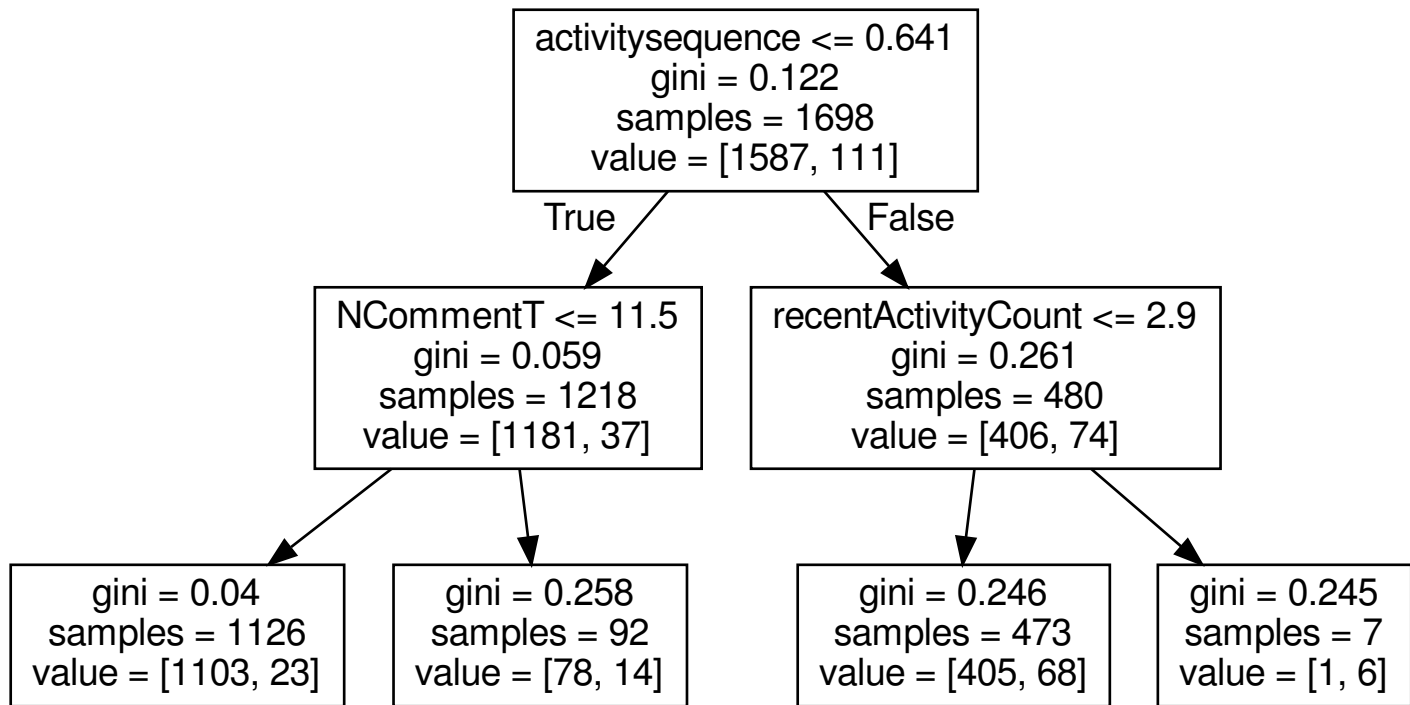 activitysequence <= 0.641
gini = 0.122
samples = 1698
value = [1587, 111]
True
False
NCommentT <= 11.5
gini = 0.059
samples = 1218
value = [1181, 37]
recentActivityCount <= 2.9
gini = 0.261
samples = 480
value = [406, 74]
gini = 0.04
samples = 1126
value = [1103, 23]
gini = 0.258
samples = 92
value = [78, 14]
gini = 0.246
samples = 473
value = [405, 68]
gini = 0.245
samples = 7
value = [1, 6]